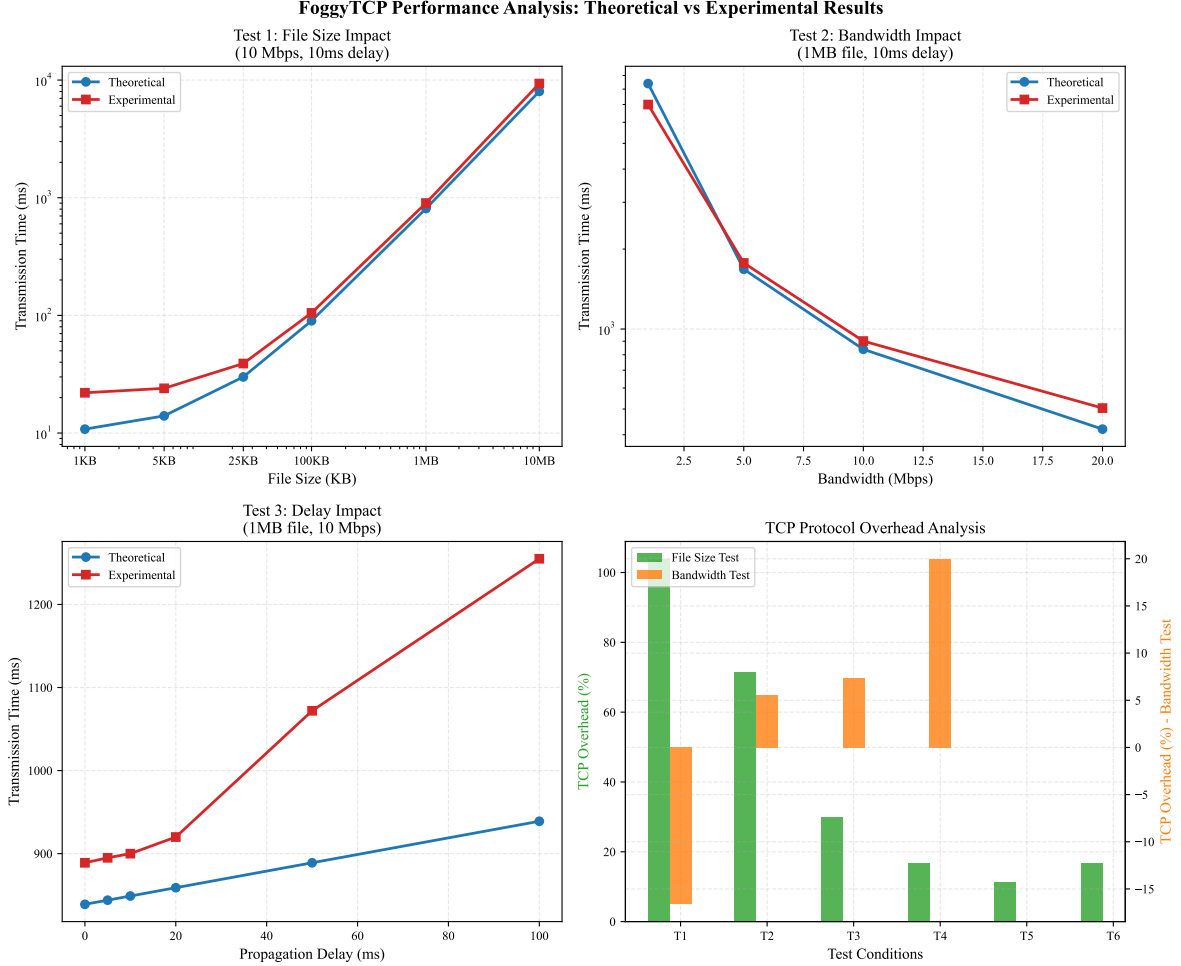 FoggyTCP Performance Analysis: Theoretical vs Experimental Results
Test 1: File Size Impact
(10 Mbps, 10ms delay)
Theoretical
Experimental
Transmission Time (ms)
10^4
10^3
10^2
10^1
1KB 5KB 25KB 100KB 1MB 10MB
File Size (KB)
Test 2: Bandwidth Impact
(1MB file, 10ms delay)
Theoretical
Experimental
Transmission Time (ms)
10^3
2.5 5.0 7.5 10.0 12.5 15.0 17.5 20.0
Bandwidth (Mbps)
Test 3: Delay Impact
(1MB file, 10 Mbps)
Theoretical
Experimental
Transmission Time (ms)
1200
1100
1000
900
0 20 40 60 80 100
Propagation Delay (ms)
TCP Protocol Overhead Analysis
File Size Test
Bandwidth Test
TCP Overhead (%)
100
80
60
40
20
0
T1 T2 T3 T4 T5 T6
Test Conditions
20
15
10
5
0
−5
−10
−15
TCP Overhead (%) - Bandwidth Test